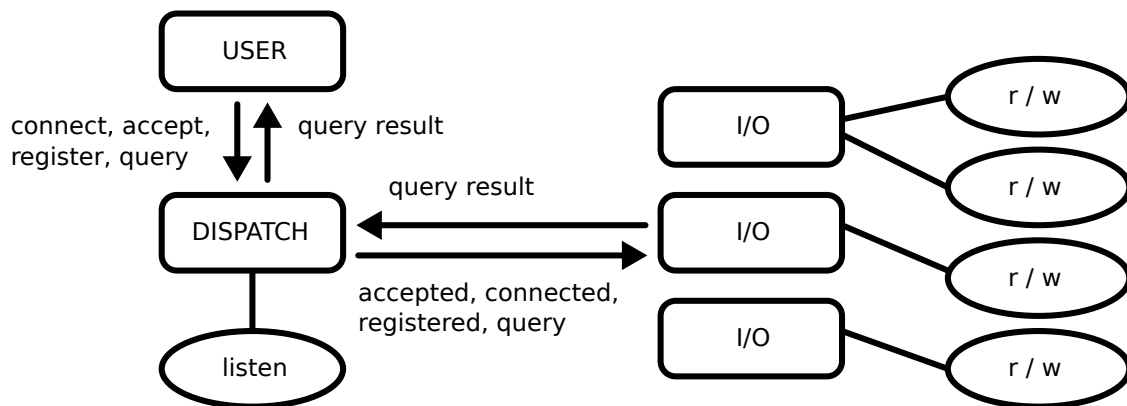 USER
connect, accept,
register, query
query result
DISPATCH
listen
query result
accepted, connected,
registered, query
I/O
I/O
I/O
r / w
r / w
r / w
r / w